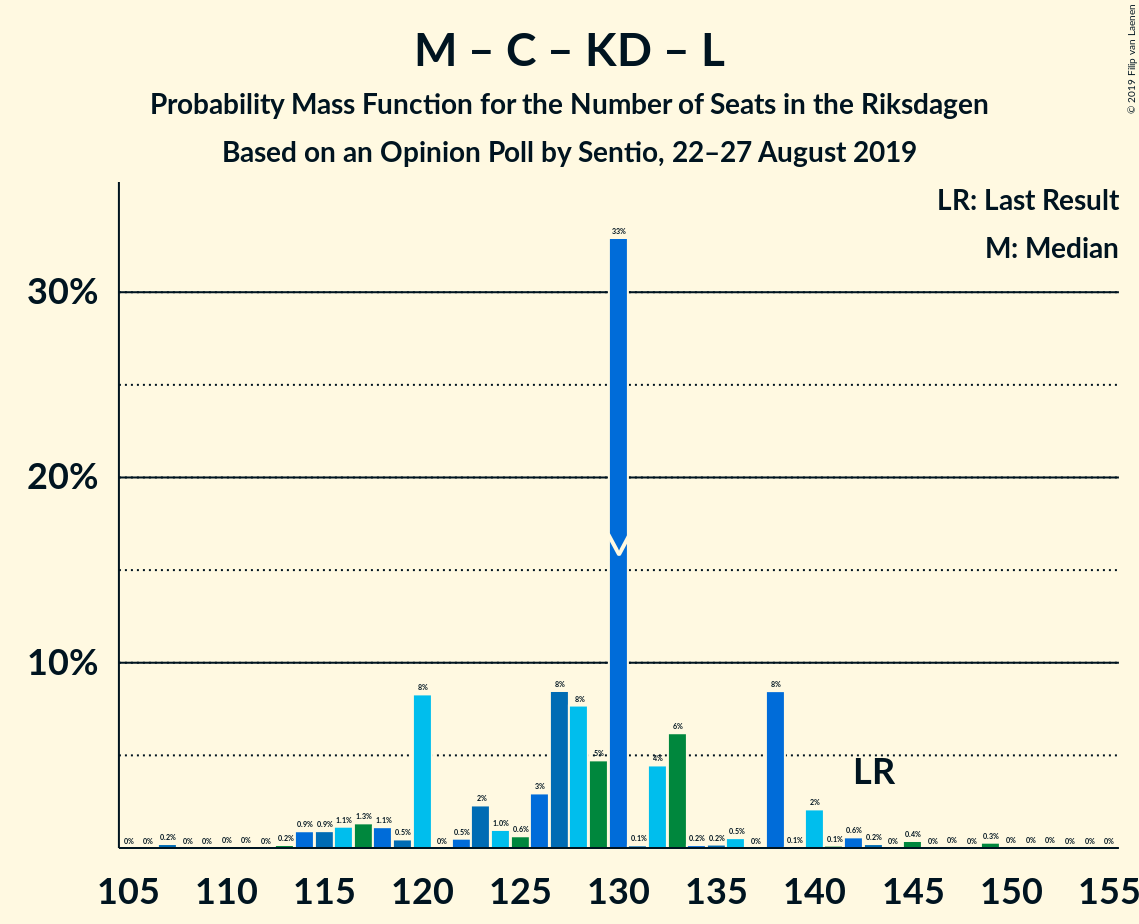 M – C – KD – L
Probability Mass Function for the Number of Seats in the Riksdagen
Based on an Opinion Poll by Sentio, 22–27 August 2019
© 2019 Filip van Laenen
LR: Last Result
M: Median
30%
20%
10%
0% 0% 0.2% 0% 0% 0% 0% 0% 0.2% 0.9% 0.9% 1.1% 1.3% 1.1% 0.5% 8% 0% 0.5% 2% 1.0% 0.6% 3% 8% 8% 5% 33% 0.1% 4% 6% 0.2% 0.2% 0.5% 0% 8% 0.1% 2% 0.1% 0.6% 0.2% 0% 0.4% 0% 0% 0% 0.3% 0% 0% 0% 0% 0% 0%
LR
105 110 115 120 125 130 135 140 145 150 155